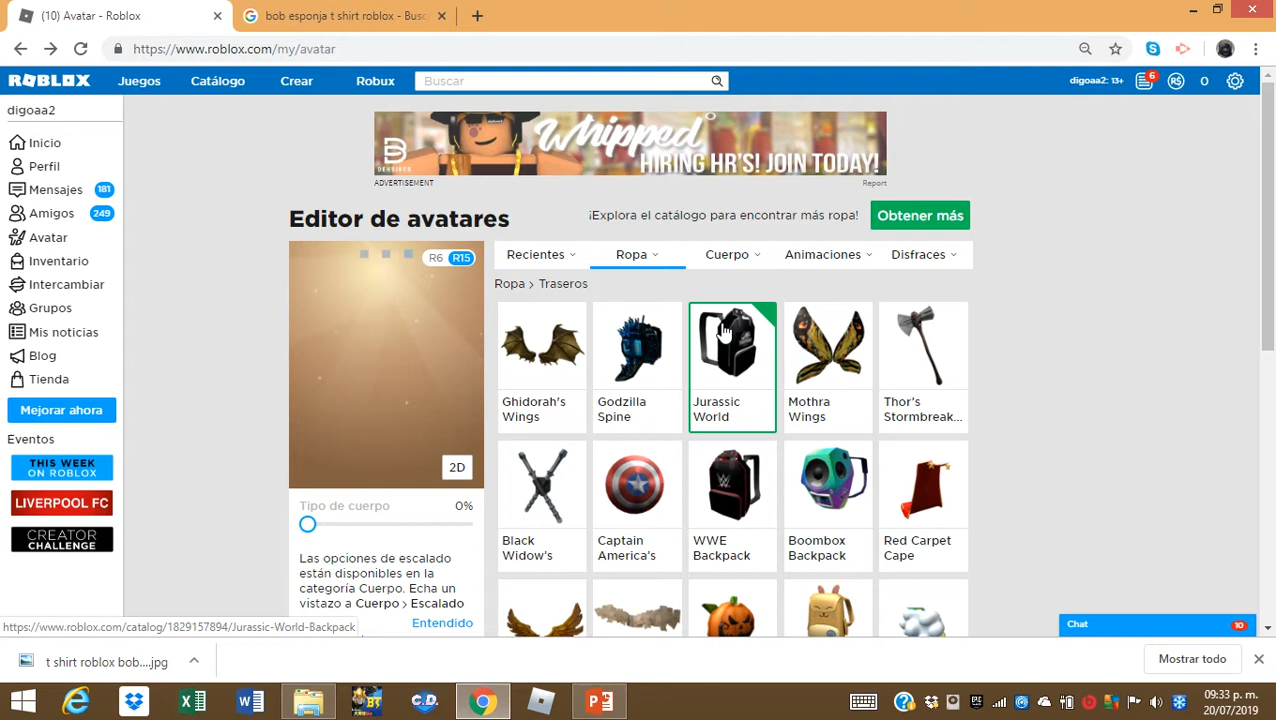 (10) Avatar - Roblox
bob esponja t shirt roblox - Busc
https://www.roblox.com/my/avatar
ROBLOX
Juegos
Catálogo
Crear
Robux
Buscar
digoaa2: 13+
6
R$
0
digoaa2
Inicio
Perfil
Mensajes 181
Amigos 249
Avatar
Inventario
Intercambiar
Grupos
Mis noticias
Blog
Tienda
Mejorar ahora
Eventos
THIS WEEK
ON ROBLOX
LIVERPOOL FC
CREATOR
CHALLENGE
Whipped
HIRING HR'S! JOIN TODAY!
ADVERTISEMENT
Report
Editor de avatares
¡Explora el catálogo para encontrar más ropa!
Obtener más
R6 R15
2D
Tipo de cuerpo 0%
Las opciones de escalado
están disponibles en la
categoría Cuerpo. Echa un
vistazo a Cuerpo > Escalado
Entendido
Recientes
Ropa
Cuerpo
Animaciones
Disfraces
Ropa > Traseros
Ghidorah's
Wings
Godzilla
Spine
Jurassic
World
Mothra
Wings
Thor's
Stormbreak...
Black
Widow's
Captain
America's
WWE
Backpack
Boombox
Backpack
Red Carpet
Cape
https://www.roblox.com/catalog/1829157894/Jurassic-World-Backpack
Chat 10
t shirt roblox bob....jpg
Mostrar todo
C.D.
09:33 p. m.
20/07/2019